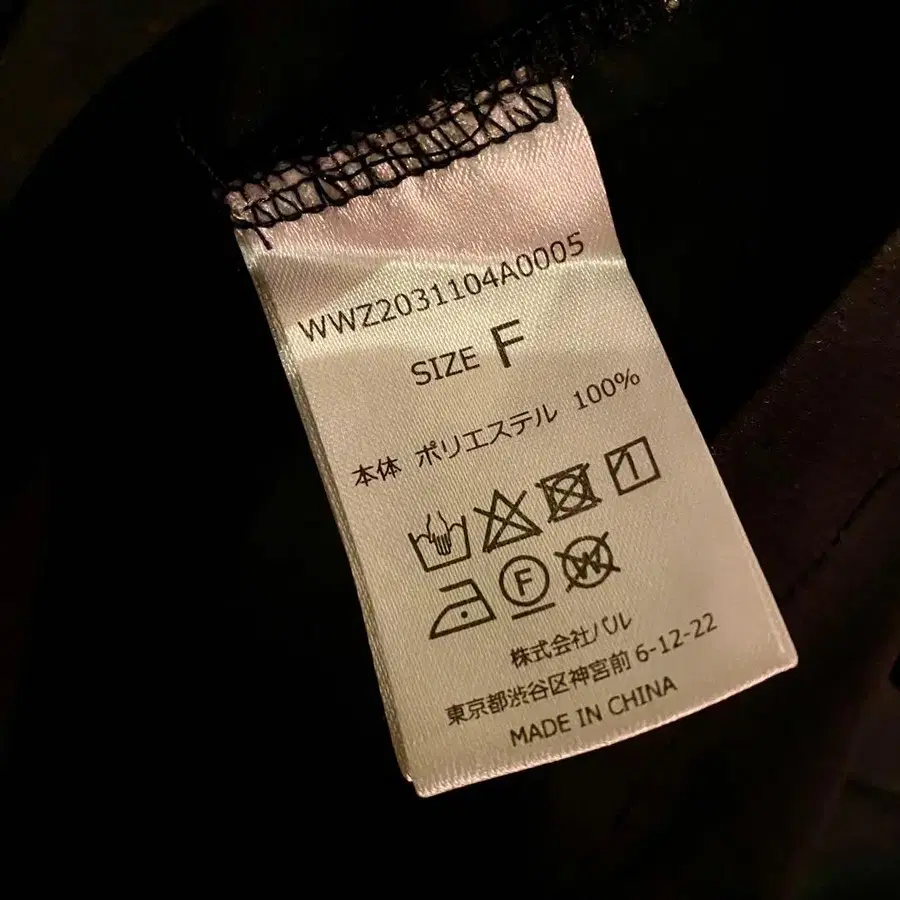 WWZ2031104A0005
SIZE F
本体 ポリエステル 100%
F W
株式会社パル
東京都渋谷区神宮前 6-12-22
MADE IN CHINA